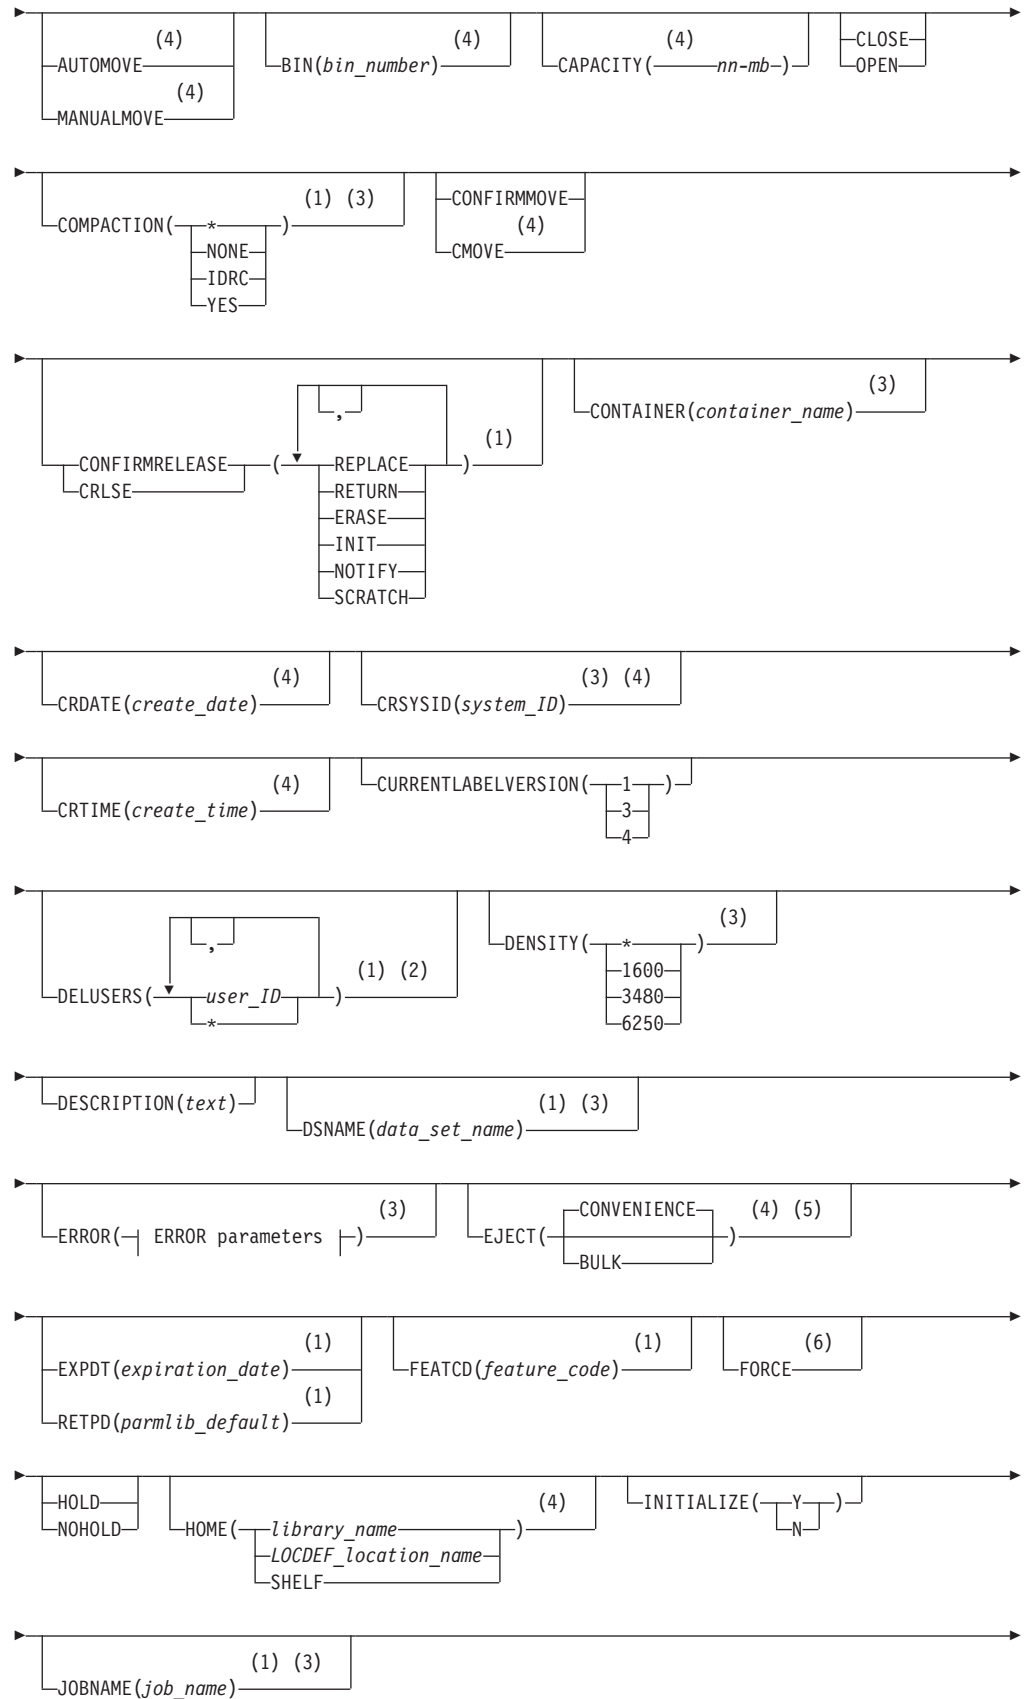 (4) (4) (4) CLOSE
AUTOMOVE BIN(bin_number) CAPACITY( nn-mb ) OPEN
(4)
MANUALMOVE
(1) (3) CONFIRMMOVE
COMPACTION( * ) (4)
NONE CMOVE
IDRC
YES
(3)
, CONTAINER(container_name)
(1)
CONFIRMRELEASE ( REPLACE )
CRLSE RETURN
ERASE
INIT
NOTIFY
SCRATCH
(4) (3) (4)
CRDATE(create_date) CRSYSID(system_ID)
(4) CURRENTLABELVERSION( 1 )
CRTIME(create_time) 3
4
(3)
, DENSITY( * )
(1) (2) 1600
DELUSERS( user_ID ) 3480
* 6250
DESCRIPTION(text) (1) (3)
DSNAME(data_set_name)
(3) CONVENIENCE (4) (5)
ERROR( ERROR parameters ) EJECT( )
BULK
(1) (1) (6)
EXPDT(expiration_date) FEATCD(feature_code) FORCE
(1)
RETPD(parmlib_default)
HOLD (4) INITIALIZE( Y )
NOHOLD HOME( library_name ) N
LOCDEF_location_name
SHELF
(1) (3)
JOBNAME(job_name)